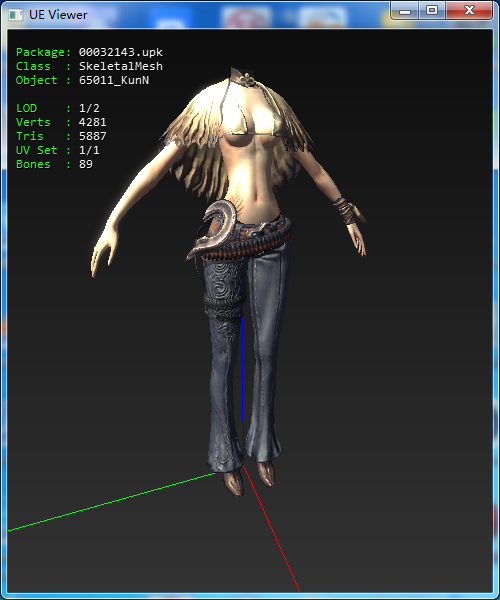 UE Viewer
Package: 00032143.upk
Class : SkeletalMesh
Object : 65011_KunN
LOD : 1/2
Verts : 4281
Tris : 5887
UV Set : 1/1
Bones : 89